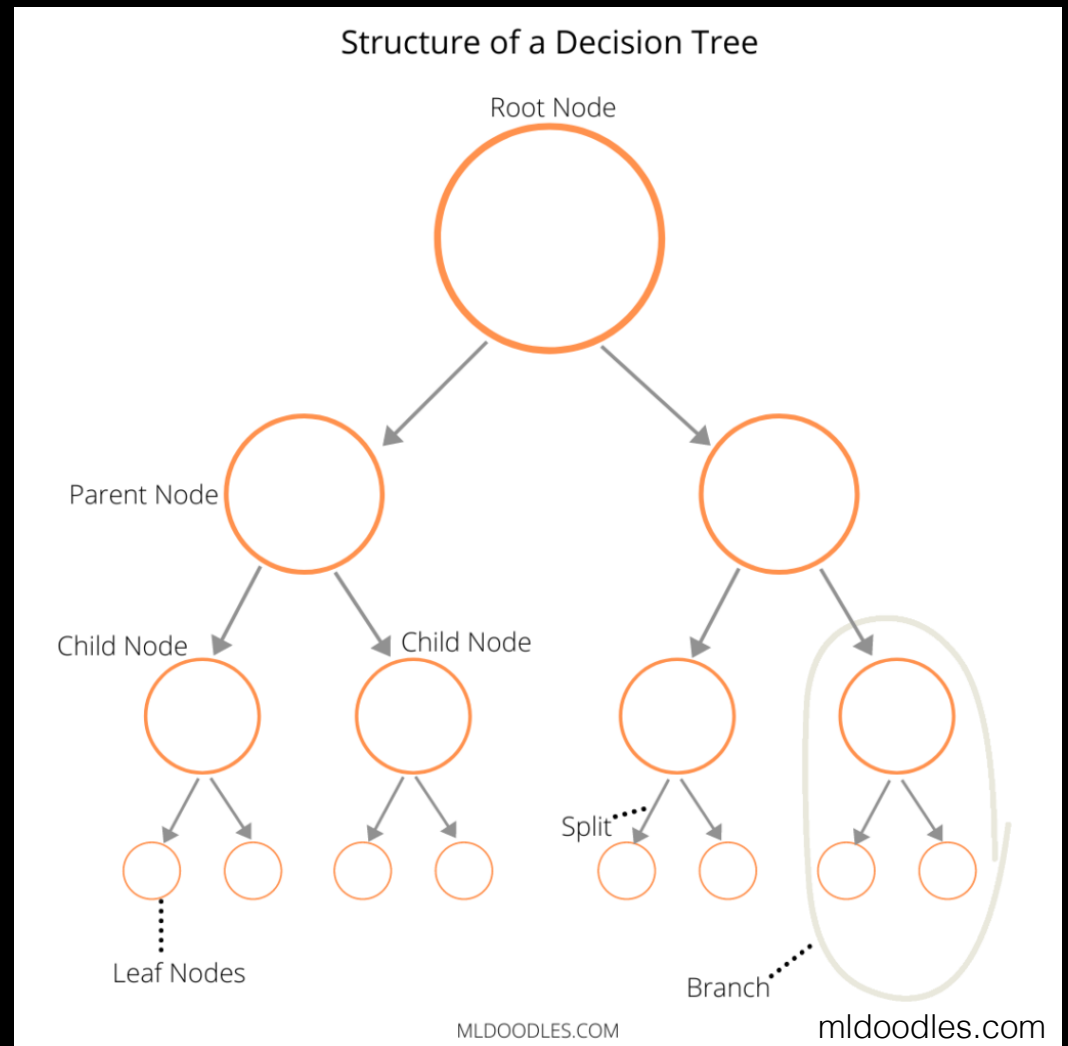 Structure of a Decision Tree
Root Node
Parent Node
Child Node
Child Node
Split
Leaf Nodes
Branch
MLDOODLES.COM
mldoodles.com